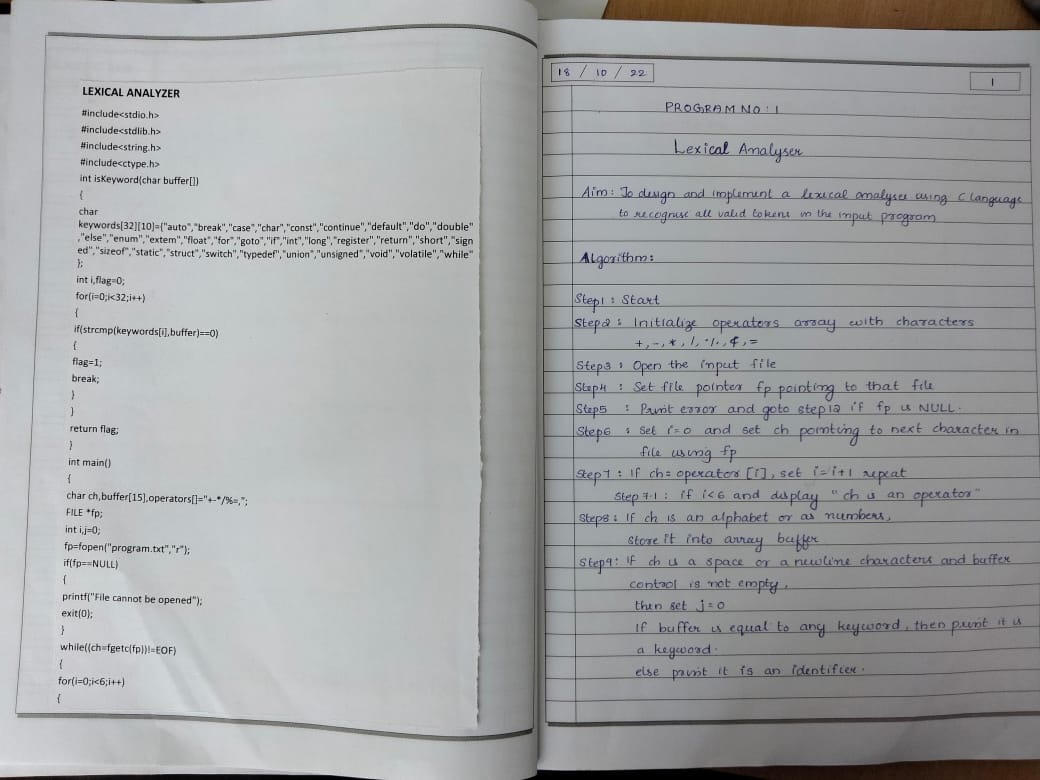 LEXICAL ANALYZER
#include<stdio.h>
#include<stdlib.h>
#include<string.h>
#include<ctype.h>
int isKeyword(char buffer[])
{
char
keywords[32][10]={"auto","break","case","char","const","continue","default","do","double"
,"else","enum","extern","float","for","goto","if","int","long","register","return","short","sign
ed","sizeof","static","struct","switch","typedef","union","unsigned","void","volatile","while"
};
int i,flag=0;
for(i=0;i<32;i++)
{
if(strcmp(keywords[i],buffer)==0)
{
flag=1;
break;
}
}
return flag;
}
int main()
{
char ch,buffer[15],operators[]="+-*/%=,";
FILE *fp;
int i,j=0;
fp=fopen("program.txt","r");
if(fp==NULL)
{
printf("File cannot be opened");
exit(0);
}
while((ch=fgetc(fp))!=EOF)
{
for(i=0;i<6;i++)
{
18 / 10 / 22
1
PROGRAM NO : 1
Lexical Analyser
Aim : To design and implement a lexical analyser using C language
to recognise all valid tokens in the input program
Algorithm :
Step1 : Start
Step2 : Initialize operators array with characters
+, -, *, /, %, =
Step3 : Open the input file
Step4 : Set file pointer fp pointing to that file
Step5 : Print error and goto step 12 if fp is NULL.
Step6 : Set i=0 and set ch pointing to next character in
file using fp
Step7 : If ch= operator [i], set i=i+1 repeat
Step 7.1 : if i<6 and display "ch is an operator"
Step8 : If ch is an alphabet or as numbers,
store it into array buffer
Step9 : If ch is a space or a newline characters and buffer
control is not empty,
then set j=0
If buffer is equal to any keyword, then print it is
a keyword.
else print it is an identifier.